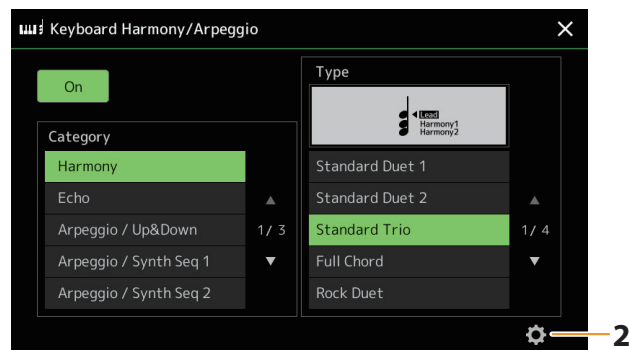 Keyboard Harmony/Arpeggio
On
Category
Harmony
Echo
Arpeggio / Up&Down
Arpeggio / Synth Seq 1
Arpeggio / Synth Seq 2
1/ 3
Type
Lead
Harmony1
Harmony2
Standard Duet 1
Standard Duet 2
Standard Trio
Full Chord
Rock Duet
1/ 4
2